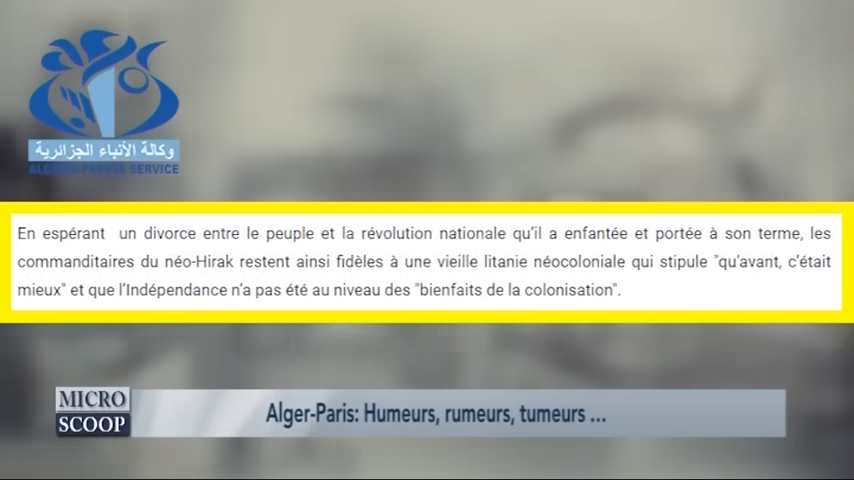 وكالة الأنباء الجزائرية
ALGERIE PRESSE SERVICE
En espérant un divorce entre le peuple et la révolution nationale qu'il a enfantée et portée à son terme, les
commanditaires du néo-Hirak restent ainsi fidèles à une vieille litanie néocoloniale qui stipule "qu'avant, c'était
mieux" et que l'Indépendance n'a pas été au niveau des "bienfaits de la colonisation".
MICRO
SCOOP
Alger-Paris: Humeurs, rumeurs, tumeurs ...